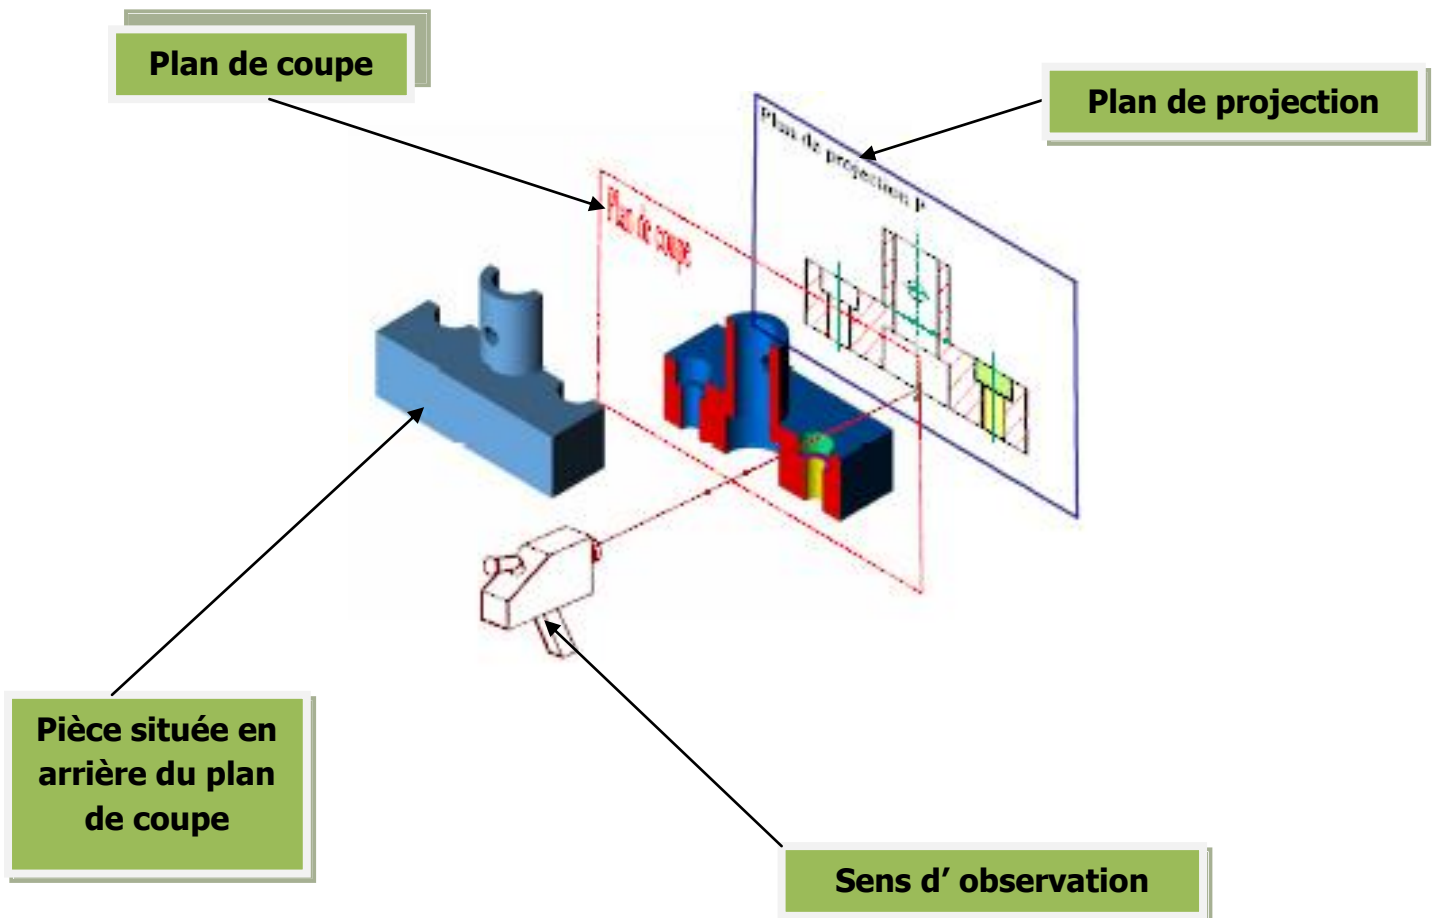 Plan de coupe
Plan de projection
Plan de projection P
Plan de coupe
Pièce située en
arrière du plan
de coupe
Sens d’ observation